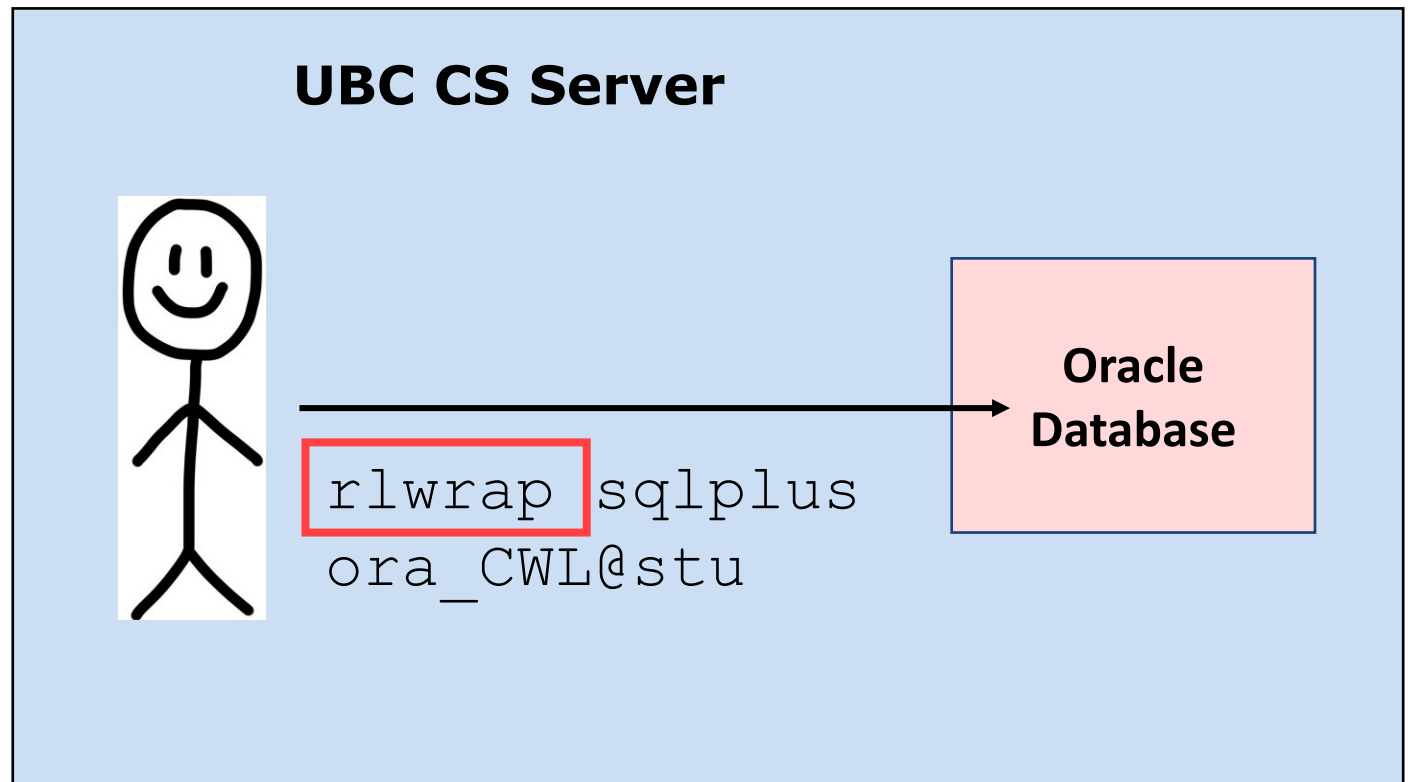 UBC CS Server
Oracle
Database
rlwrap sqlplus
ora_CWL@stu